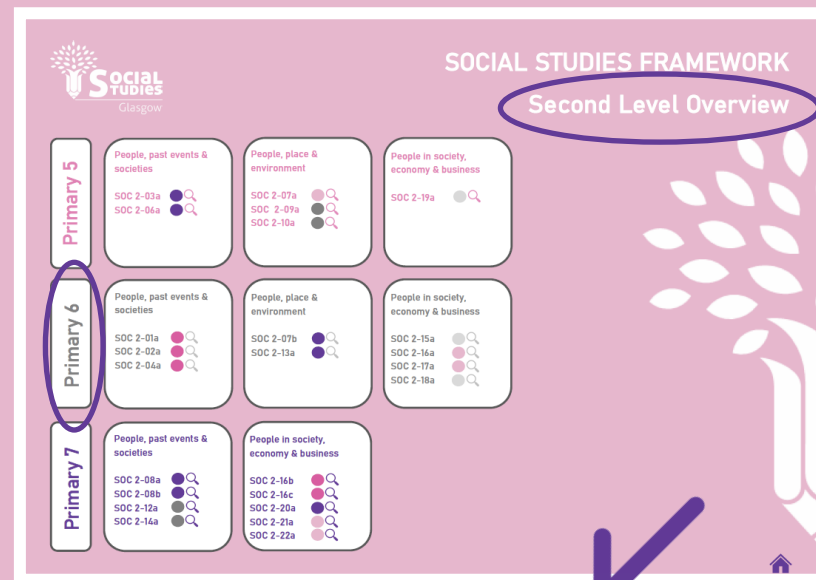 SOCIAL STUDIES
Glasgow
SOCIAL STUDIES FRAMEWORK
Second Level Overview
Primary 5
People, past events &
societies
SOC 2-03a
SOC 2-06a
People, place &
environment
SOC 2-07a
SOC 2-09a
SOC 2-10a
People in society,
economy & business
SOC 2-19a
Primary 6
People, past events &
societies
SOC 2-01a
SOC 2-02a
SOC 2-04a
People, place &
environment
SOC 2-07b
SOC 2-13a
People in society,
economy & business
SOC 2-15a
SOC 2-16a
SOC 2-17a
SOC 2-18a
Primary 7
People, past events &
societies
SOC 2-08a
SOC 2-08b
SOC 2-12a
SOC 2-14a
People in society,
economy & business
SOC 2-16b
SOC 2-16c
SOC 2-20a
SOC 2-21a
SOC 2-22a